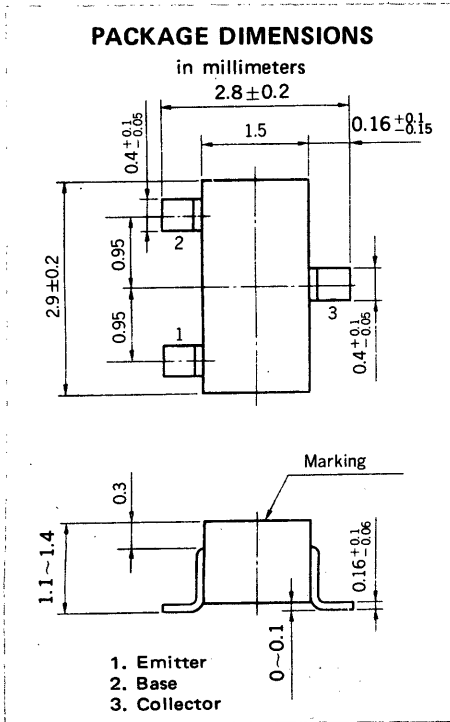 PACKAGE DIMENSIONS
in millimeters
2.8±0.2
1.5
0.16 +0.1 -0.15
0.4 +0.1 -0.05
2
0.95
2.9±0.2
0.95
1
3
0.4 +0.1 -0.05
Marking
0.3
1.1~1.4
0.16 +0.1 -0.06
0~0.1
1. Emitter
2. Base
3. Collector